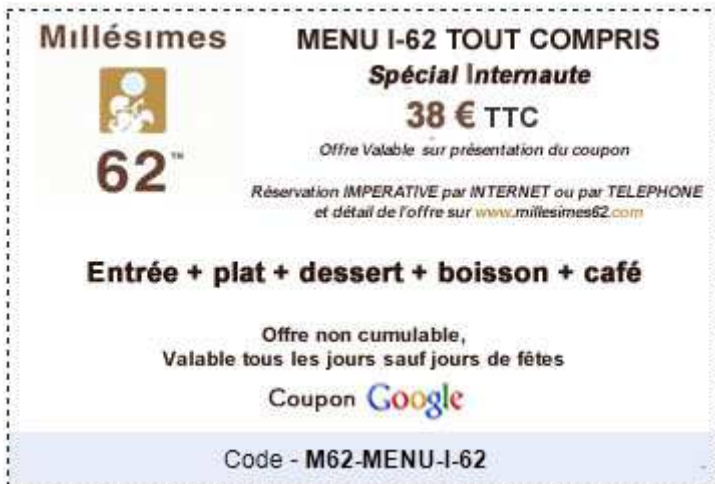 Millésimes
62™
MENU I-62 TOUT COMPRIS
Spécial Internaute
38 € TTC
Offre Valable sur présentation du coupon
Réservation IMPERATIVE par INTERNET ou par TELEPHONE
et détail de l'offre sur www.millesimes62.com
Entrée + plat + dessert + boisson + café
Offre non cumulable,
Valable tous les jours sauf jours de fêtes
Coupon Google
Code - M62-MENU-I-62